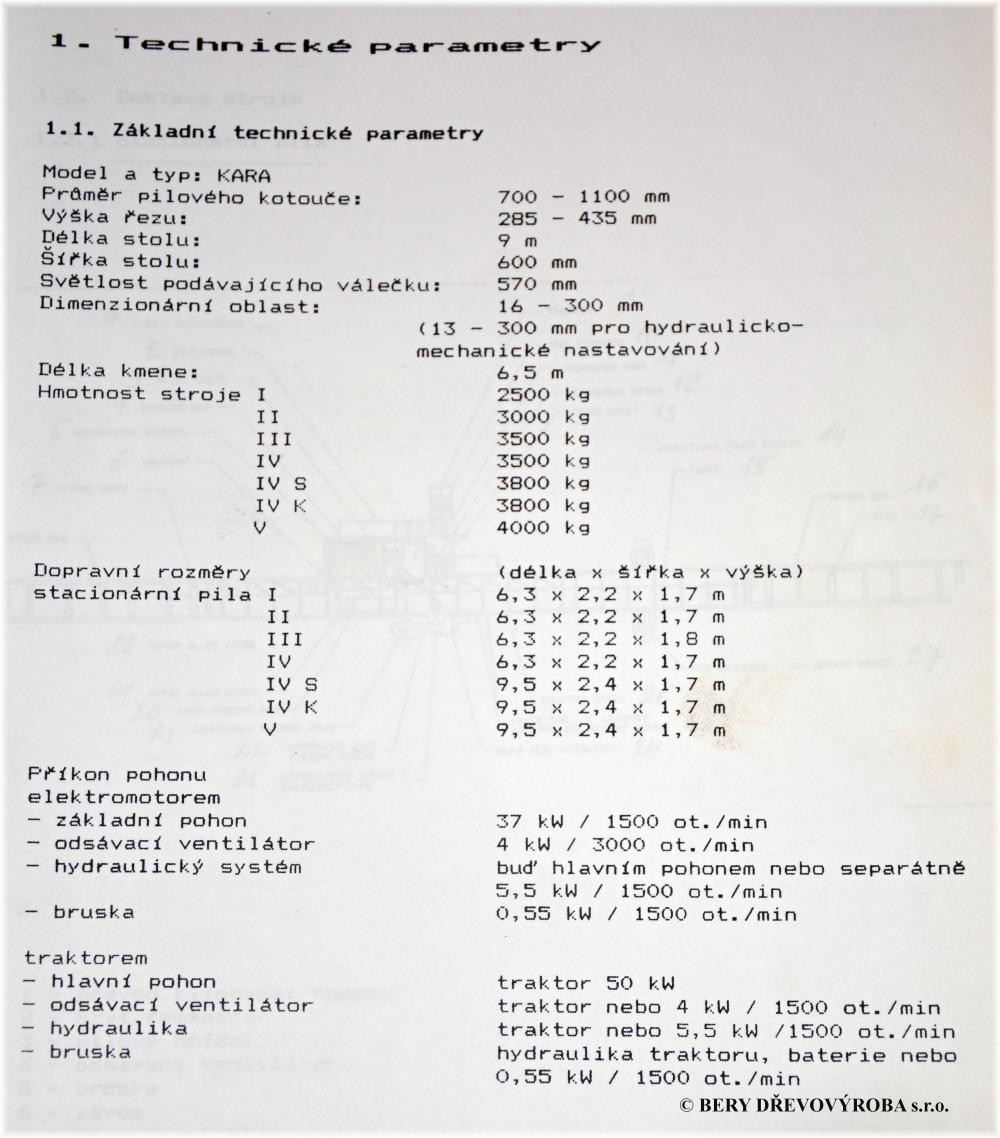 1. Technické parametry
1.1. Základní technické parametry
Model a typ: KARA
Průměr pilového kotouče: 700 - 1100 mm
Výška řezu: 285 - 435 mm
Délka stolu: 9 m
Šířka stolu: 600 mm
Světlost podávajícího válečku: 570 mm
Dimenzionární oblast: 16 - 300 mm
(13 - 300 mm pro hydraulicko-
mechanické nastavování)
Délka kmene: 6,5 m
Hmotnost stroje I 2500 kg
II 3000 kg
III 3500 kg
IV 3500 kg
IV S 3800 kg
IV K 3800 kg
V 4000 kg
Dopravní rozměry (délka x šířka x výška)
stacionární pila I 6,3 x 2,2 x 1,7 m
II 6,3 x 2,2 x 1,7 m
III 6,3 x 2,2 x 1,8 m
IV 6,3 x 2,2 x 1,7 m
IV S 9,5 x 2,4 x 1,7 m
IV K 9,5 x 2,4 x 1,7 m
V 9,5 x 2,4 x 1,7 m
Příkon pohonu
elektromotorem
- základní pohon 37 kW / 1500 ot./min
- odsávací ventilátor 4 kW / 3000 ot./min
- hydraulický systém buď hlavním pohonem nebo separátně
5,5 kW / 1500 ot./min
- bruska 0,55 kW / 1500 ot./min
traktorem
- hlavní pohon traktor 50 kW
- odsávací ventilátor traktor nebo 4 kW / 1500 ot./min
- hydraulika traktor nebo 5,5 kW /1500 ot./min
- bruska hydraulika traktoru, baterie nebo
0,55 kW / 1500 ot./min
© BERY DŘEVOVÝROBA s.r.o.